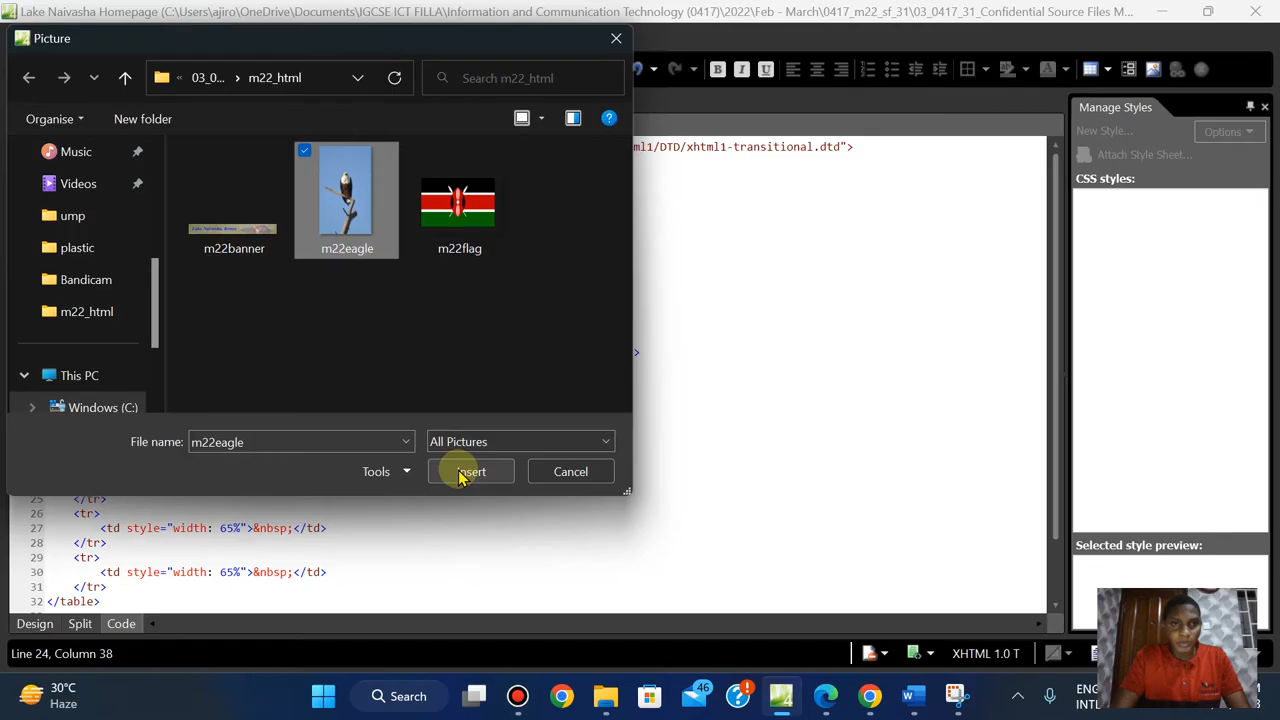 Lake Naivasha Homepage (C:\Users\ajiro\OneDrive\Documents\IGCSE ICT FILLA\Information and Communication Technology (0417)\2022\Feb - March\0417_m22_sf_31\03_0417_31_Confidential Source Files M...
Picture
« 03_0... > m22_html
Search m22_html
Organise
New folder
Music
Videos
ump
plastic
Bandicam
m22_html
This PC
Windows (C:)
m22banner
m22eagle
m22flag
File name: m22eagle
All Pictures
Tools
Insert
Cancel
ml1/DTD/xhtml1-transitional.dtd">
>
25 </tr>
26 <tr>
27 <td style="width: 65%">&nbsp;</td>
28 </tr>
29 <tr>
30 <td style="width: 65%">&nbsp;</td>
31 </tr>
32 </table>
Manage Styles
New Style...
Options
Attach Style Sheet...
CSS styles:
Selected style preview:
Design
Split
Code
Line 24, Column 38
XHTML 1.0 T
30°C
Haze
Search
46
ENG
INTL